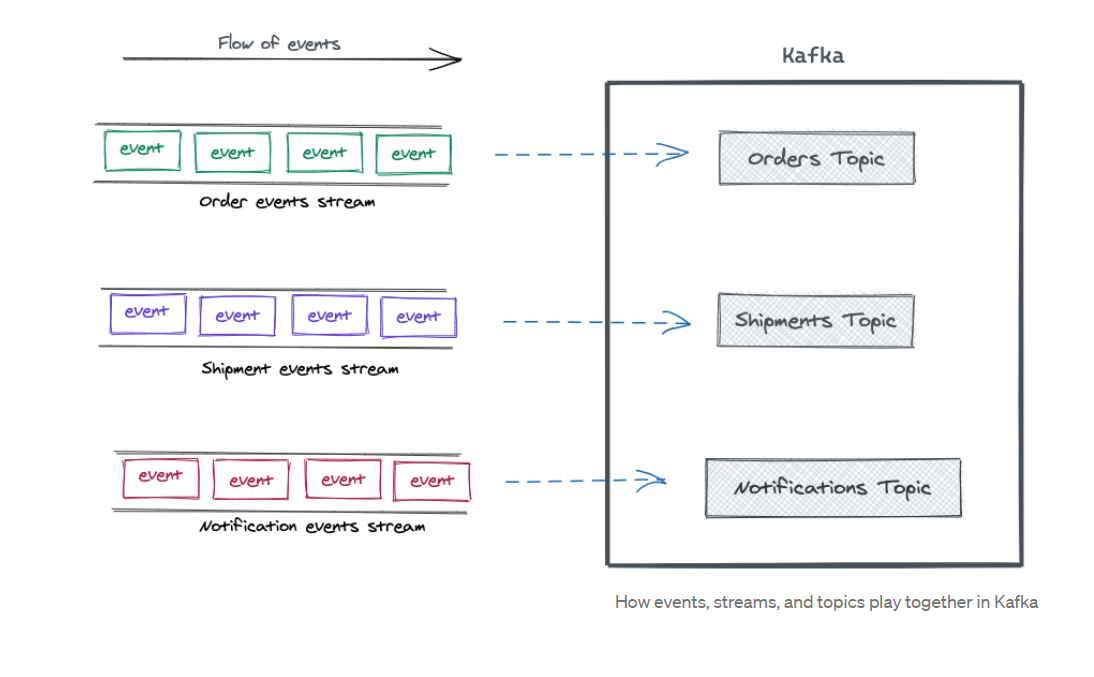 Flow of events
Kafka
event event event event
Orders Topic
Order events stream
event event event event
Shipments Topic
Shipment events stream
event event event event
Notifications Topic
Notification events stream
How events, streams, and topics play together in Kafka